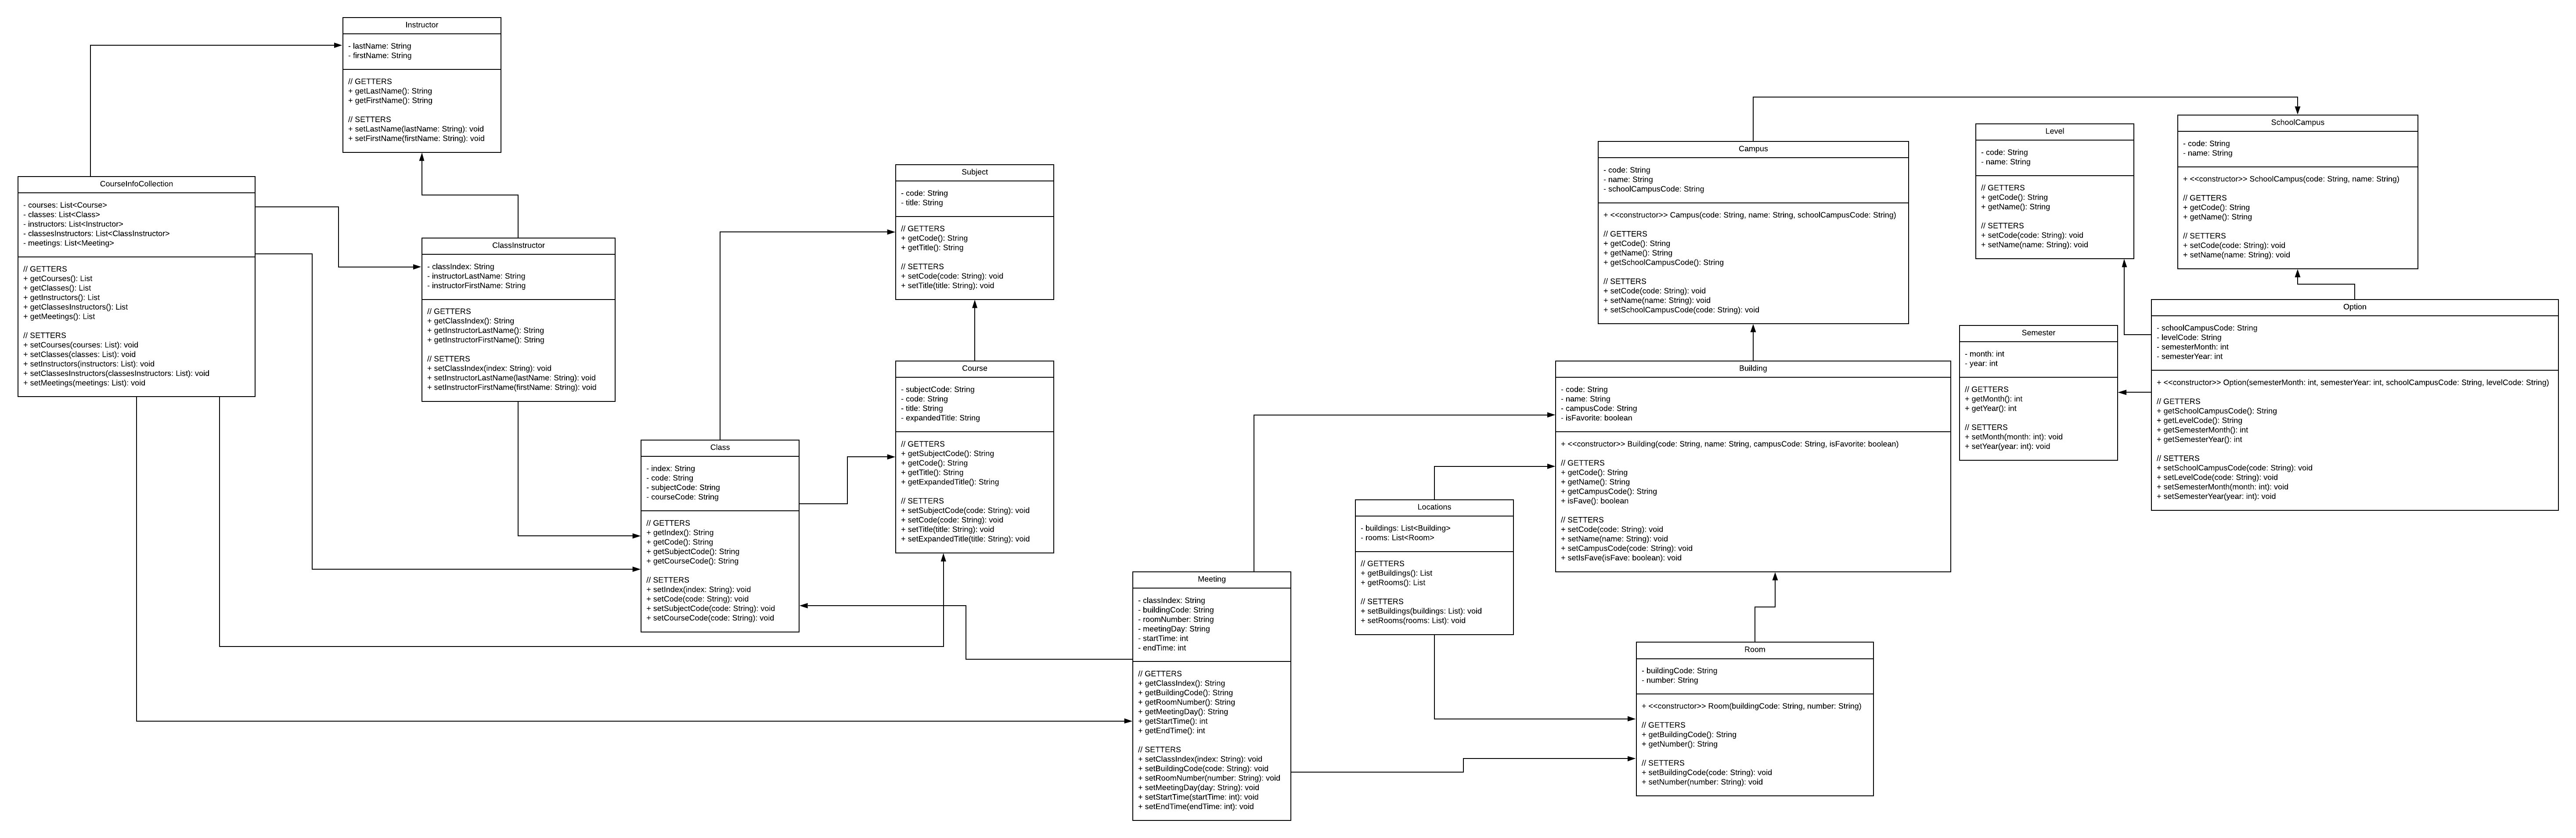 Instructor
- lastName: String
- firstName: String
// GETTERS
+ getLastName(): String
+ getFirstName(): String
// SETTERS
+ setLastName(lastName: String): void
+ setFirstName(firstName: String): void
CourseInfoCollection
- courses: List<Course>
- classes: List<Class>
- instructors: List<Instructor>
- classesInstructors: List<ClassInstructor>
- meetings: List<Meeting>
// GETTERS
+ getCourses(): List
+ getClasses(): List
+ getInstructors(): List
+ getClassesInstructors(): List
+ getMeetings(): List
// SETTERS
+ setCourses(courses: List): void
+ setClasses(classes: List): void
+ setInstructors(instructors: List): void
+ setClassesInstructors(classesInstructors: List): void
+ setMeetings(meetings: List): void
ClassInstructor
- classIndex: String
- instructorLastName: String
- instructorFirstName: String
// GETTERS
+ getClassIndex(): String
+ getInstructorLastName(): String
+ getInstructorFirstName(): String
// SETTERS
+ setClassIndex(index: String): void
+ setInstructorLastName(lastName: String): void
+ setInstructorFirstName(firstName: String): void
Class
- index: String
- code: String
- subjectCode: String
- courseCode: String
// GETTERS
+ getIndex(): String
+ getCode(): String
+ getSubjectCode(): String
+ getCourseCode(): String
// SETTERS
+ setIndex(index: String): void
+ setCode(code: String): void
+ setSubjectCode(code: String): void
+ setCourseCode(code: String): void
Subject
- code: String
- title: String
// GETTERS
+ getCode(): String
+ getTitle(): String
// SETTERS
+ setCode(code: String): void
+ setTitle(title: String): void
Course
- subjectCode: String
- code: String
- title: String
- expandedTitle: String
// GETTERS
+ getSubjectCode(): String
+ getCode(): String
+ getTitle(): String
+ getExpandedTitle(): String
// SETTERS
+ setSubjectCode(code: String): void
+ setCode(code: String): void
+ setTitle(title: String): void
+ setExpandedTitle(title: String): void
Meeting
- classIndex: String
- buildingCode: String
- roomNumber: String
- meetingDay: String
- startTime: int
- endTime: int
// GETTERS
+ getClassIndex(): String
+ getBuildingCode(): String
+ getRoomNumber(): String
+ getMeetingDay(): String
+ getStartTime(): int
+ getEndTime(): int
// SETTERS
+ setClassIndex(index: String): void
+ setBuildingCode(code: String): void
+ setRoomNumber(number: String): void
+ setMeetingDay(day: String): void
+ setStartTime(startTime: int): void
+ setEndTime(endTime: int): void
Locations
- buildings: List<Building>
- rooms: List<Room>
// GETTERS
+ getBuildings(): List
+ getRooms(): List
// SETTERS
+ setBuildings(buildings: List): void
+ setRooms(rooms: List): void
Campus
- code: String
- name: String
- schoolCampusCode: String
+ <<constructor>> Campus(code: String, name: String, schoolCampusCode: String)
// GETTERS
+ getCode(): String
+ getName(): String
+ getSchoolCampusCode(): String
// SETTERS
+ setCode(code: String): void
+ setName(name: String): void
+ setSchoolCampusCode(code: String): void
Building
- code: String
- name: String
- campusCode: String
- isFavorite: boolean
+ <<constructor>> Building(code: String, name: String, campusCode: String, isFavorite: boolean)
// GETTERS
+ getCode(): String
+ getName(): String
+ getCampusCode(): String
+ isFave(): boolean
// SETTERS
+ setCode(code: String): void
+ setName(name: String): void
+ setCampusCode(code: String): void
+ setIsFave(isFave: boolean): void
Room
- buildingCode: String
- number: String
+ <<constructor>> Room(buildingCode: String, number: String)
// GETTERS
+ getBuildingCode(): String
+ getNumber(): String
// SETTERS
+ setBuildingCode(code: String): void
+ setNumber(number: String): void
Level
- code: String
- name: String
// GETTERS
+ getCode(): String
+ getName(): String
// SETTERS
+ setCode(code: String): void
+ setName(name: String): void
SchoolCampus
- code: String
- name: String
+ <<constructor>> SchoolCampus(code: String, name: String)
// GETTERS
+ getCode(): String
+ getName(): String
// SETTERS
+ setCode(code: String): void
+ setName(name: String): void
Semester
- month: int
- year: int
// GETTERS
+ getMonth(): int
+ getYear(): int
// SETTERS
+ setMonth(month: int): void
+ setYear(year: int): void
Option
- schoolCampusCode: String
- levelCode: String
- semesterMonth: int
- semesterYear: int
+ <<constructor>> Option(semesterMonth: int, semesterYear: int, schoolCampusCode: String, levelCode: String)
// GETTERS
+ getSchoolCampusCode(): String
+ getLevelCode(): String
+ getSemesterMonth(): int
+ getSemesterYear(): int
// SETTERS
+ setSchoolCampusCode(code: String): void
+ setLevelCode(code: String): void
+ setSemesterMonth(month: int): void
+ setSemesterYear(year: int): void